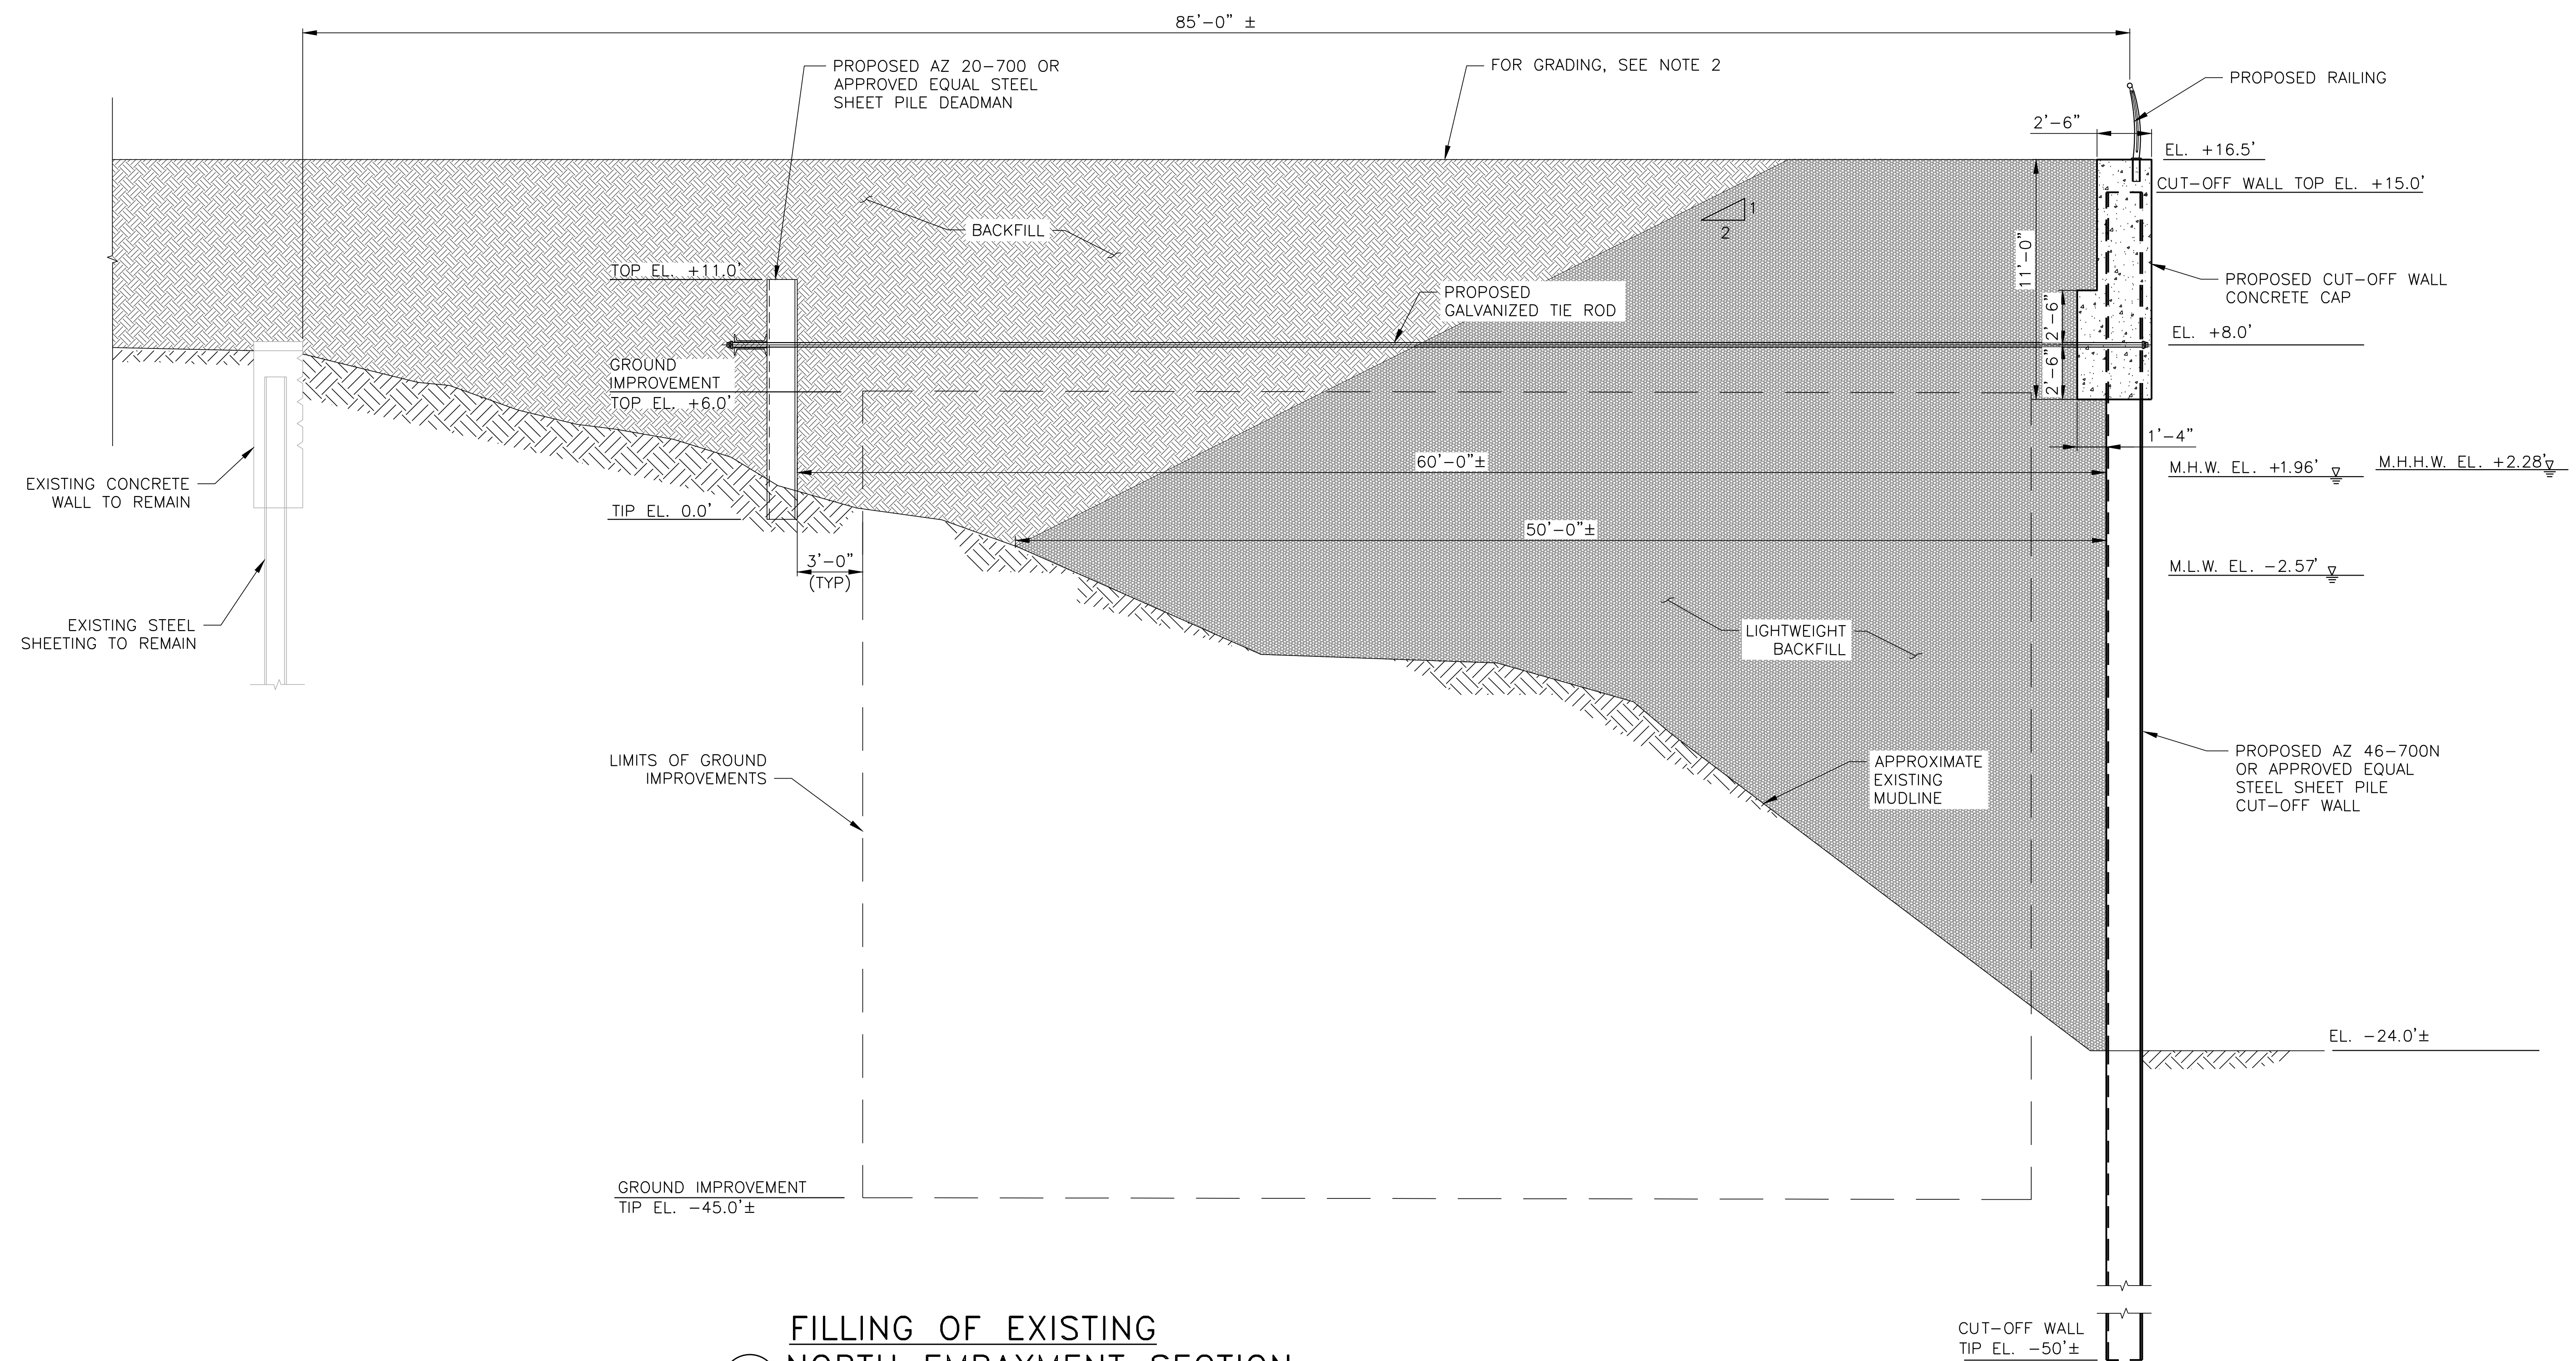 85'-0" ±
PROPOSED AZ 20-700 OR
APPROVED EQUAL STEEL
SHEET PILE DEADMAN
FOR GRADING, SEE NOTE 2
PROPOSED RAILING
2'-6"
EL. +16.5'
CUT-OFF WALL TOP EL. +15.0'
1
2
BACKFILL
11'-0"
TOP EL. +11.0'
PROPOSED
GALVANIZED TIE ROD
PROPOSED CUT-OFF WALL
CONCRETE CAP
2'-6"
EL. +8.0'
2'-6"
GROUND
IMPROVEMENT
TOP EL. +6.0'
1'-4"
60'-0"±
M.H.W. EL. +1.96'
M.H.H.W. EL. +2.28'
EXISTING CONCRETE
WALL TO REMAIN
TIP EL. 0.0'
50'-0"±
3'-0"
(TYP)
M.L.W. EL. -2.57'
EXISTING STEEL
SHEETING TO REMAIN
LIGHTWEIGHT
BACKFILL
LIMITS OF GROUND
IMPROVEMENTS
APPROXIMATE
EXISTING
MUDLINE
PROPOSED AZ 46-700N
OR APPROVED EQUAL
STEEL SHEET PILE
CUT-OFF WALL
EL. -24.0'±
GROUND IMPROVEMENT
TIP EL. -45.0'±
FILLING OF EXISTING
NORTH EMBAYMENT SECTION
CUT-OFF WALL
TIP EL. -50'±